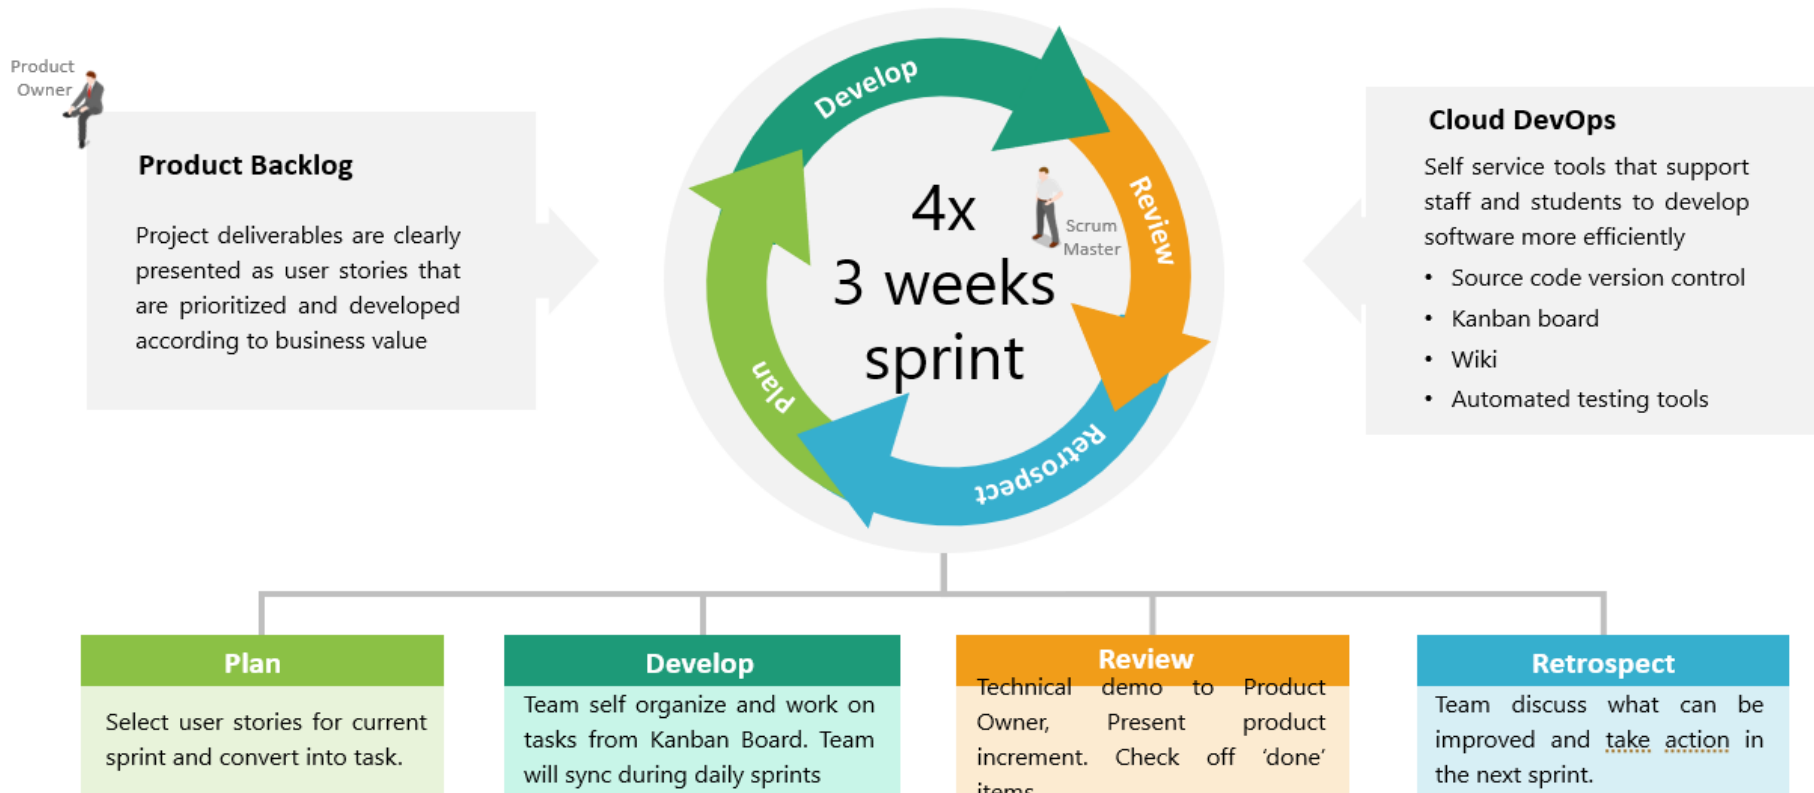 Product
Owner
Product Backlog
Project deliverables are clearly
presented as user stories that
are prioritized and developed
according to business value
Develop
Review
Retrospect
Plan
4x
3 weeks
sprint
Scrum
Master
Cloud DevOps
Self service tools that support
staff and students to develop
software more efficiently
• Source code version control
• Kanban board
• Wiki
• Automated testing tools
Plan
Select user stories for current
sprint and convert into task.
Develop
Team self organize and work on
tasks from Kanban Board. Team
will sync during daily sprints
Review
Technical demo to Product
Owner, Present product
increment. Check off ‘done’
items
Retrospect
Team discuss what can be
improved and take action in
the next sprint.